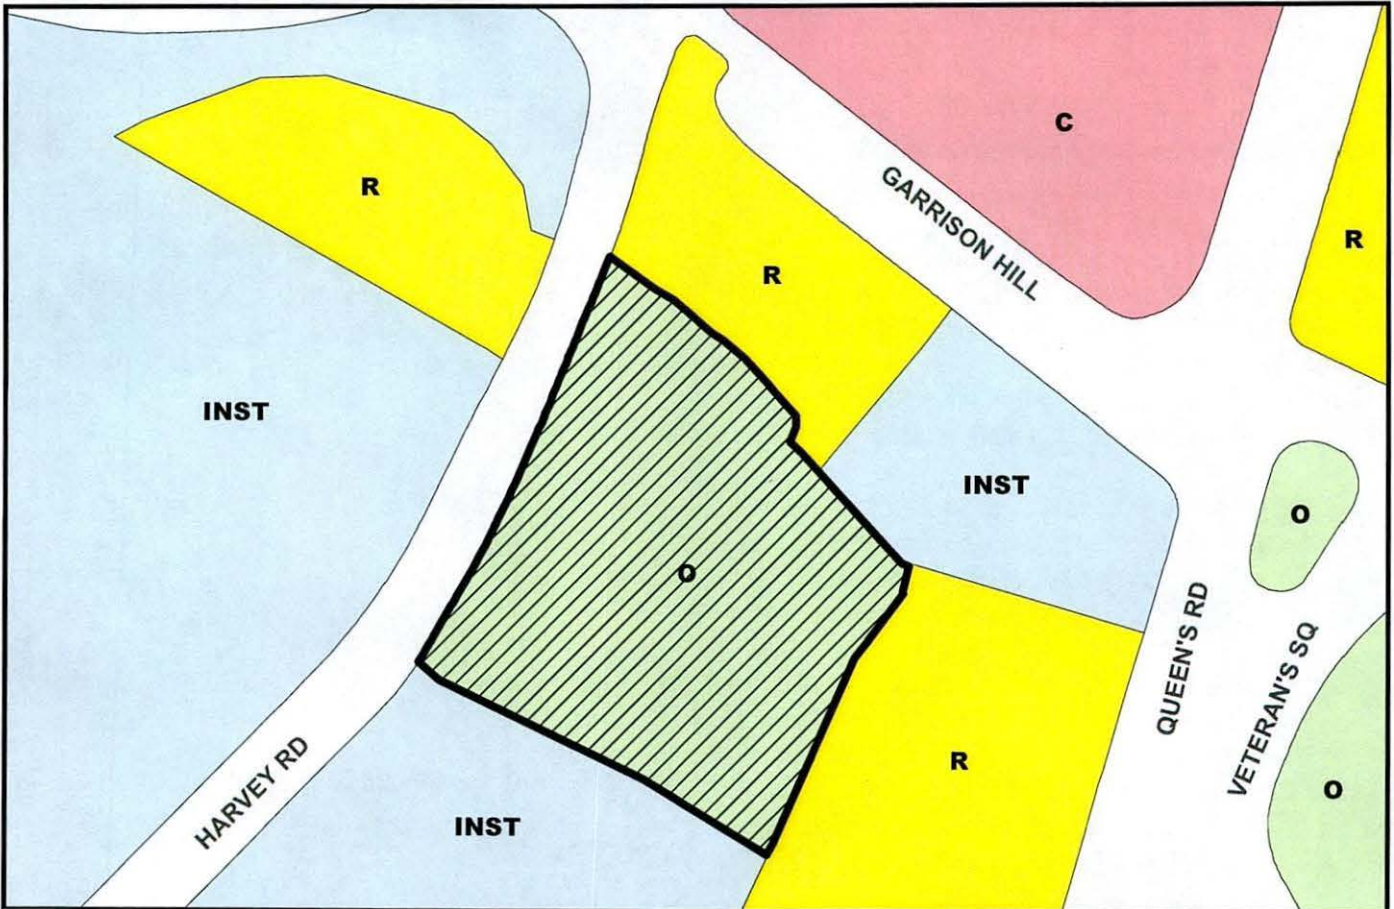 C
R
GARRISON HILL
R
R
INST
INST
O
O
QUEEN'S RD
VETERAN'S SQ
R
O
HARVEY RD
INST